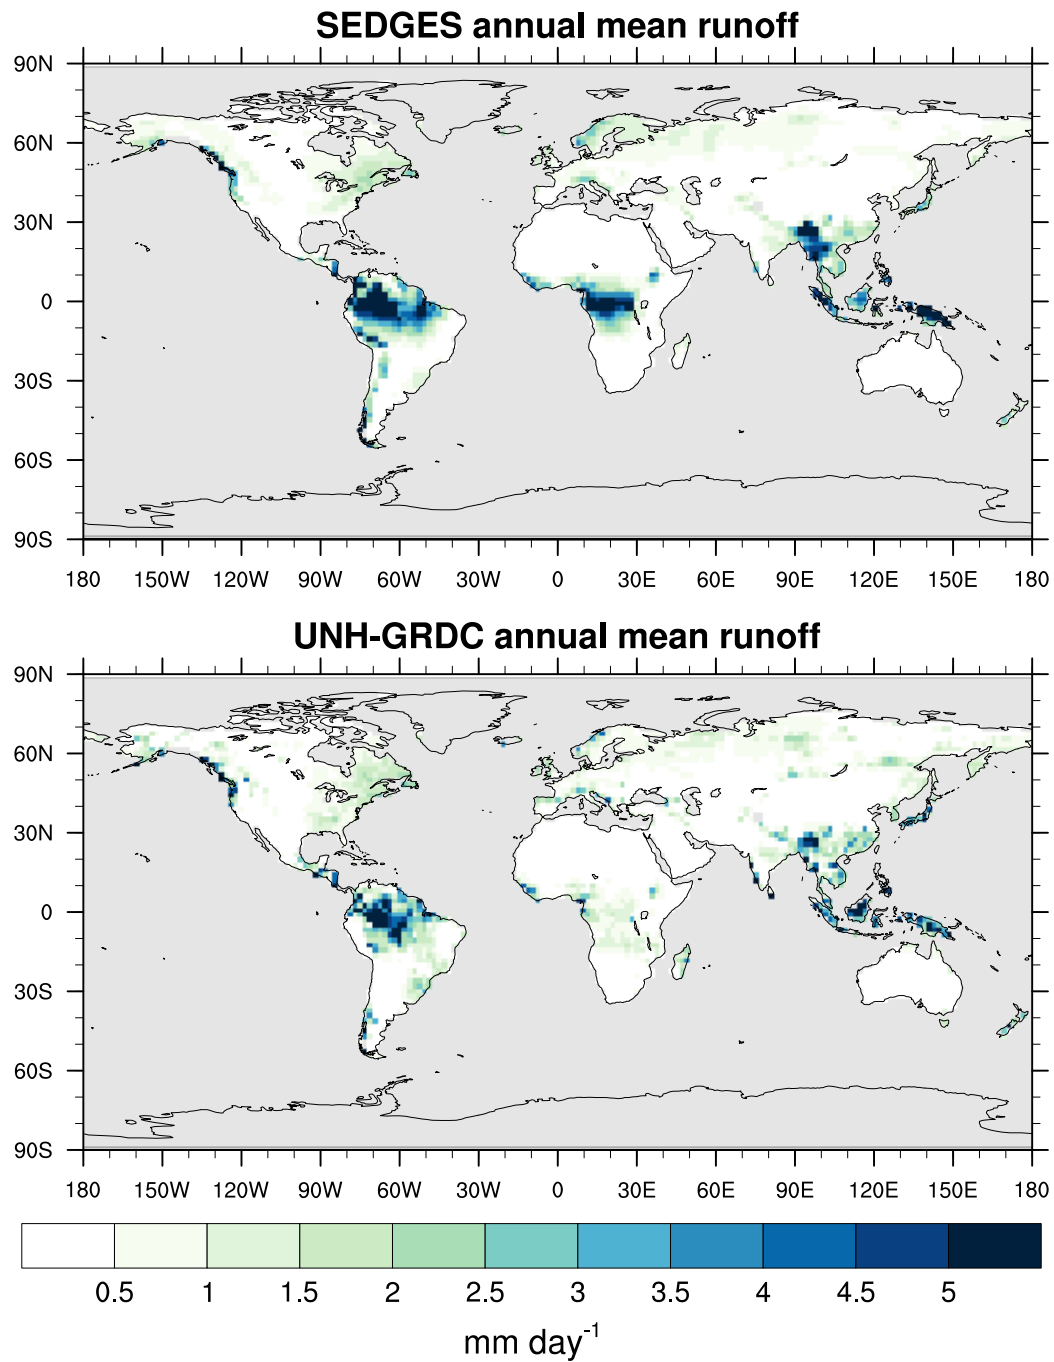 SEDGES annual mean runoff
90N
60N
30N
0
30S
60S
90S
180 150W 120W 90W 60W 30W 0 30E 60E 90E 120E 150E 180
UNH-GRDC annual mean runoff
90N
60N
30N
0
30S
60S
90S
180 150W 120W 90W 60W 30W 0 30E 60E 90E 120E 150E 180
0.5 1 1.5 2 2.5 3 3.5 4 4.5 5
mm day⁻¹